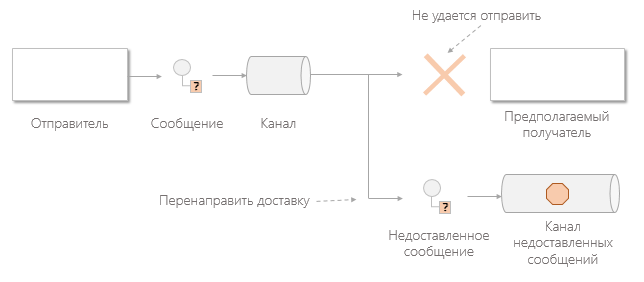 Не удается отправить
?
Отправитель
Сообщение
Канал
Предполагаемый
получатель
Перенаправить доставку
?
Недоставленное
сообщение
Канал
недоставленных
сообщений